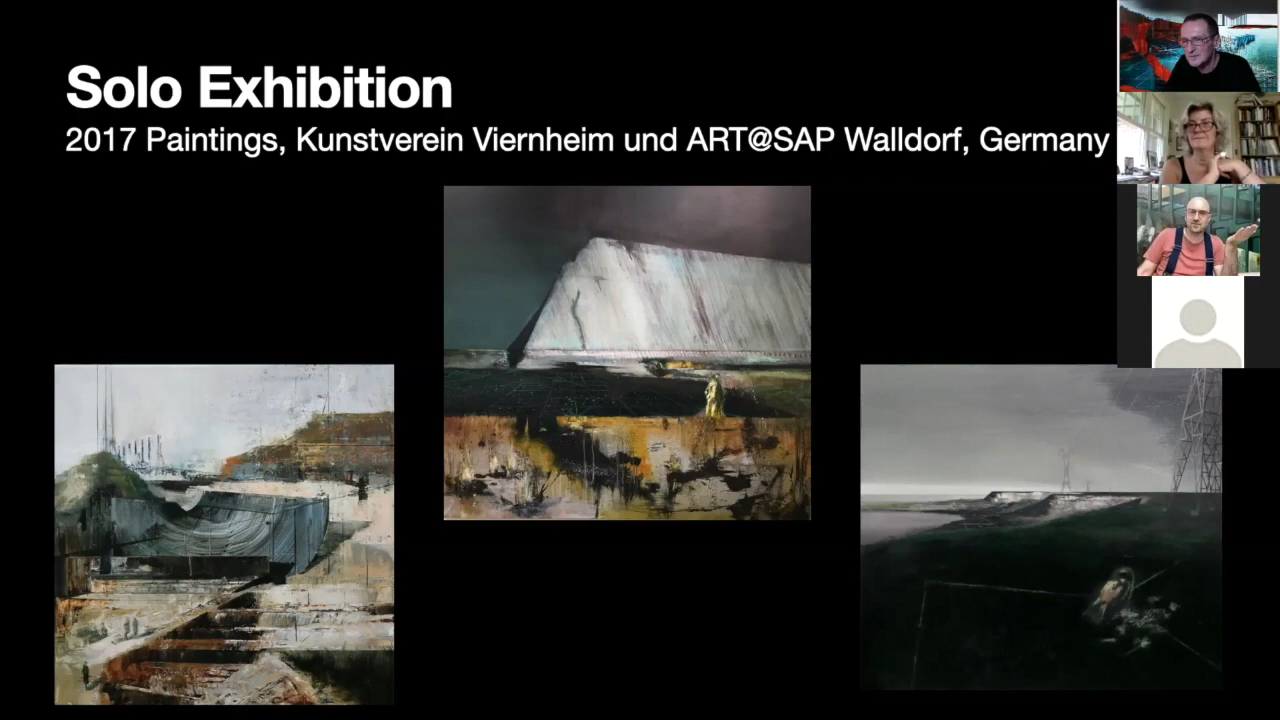 Solo Exhibition
2017 Paintings, Kunstverein Viernheim und ART@SAP Walldorf, Germany